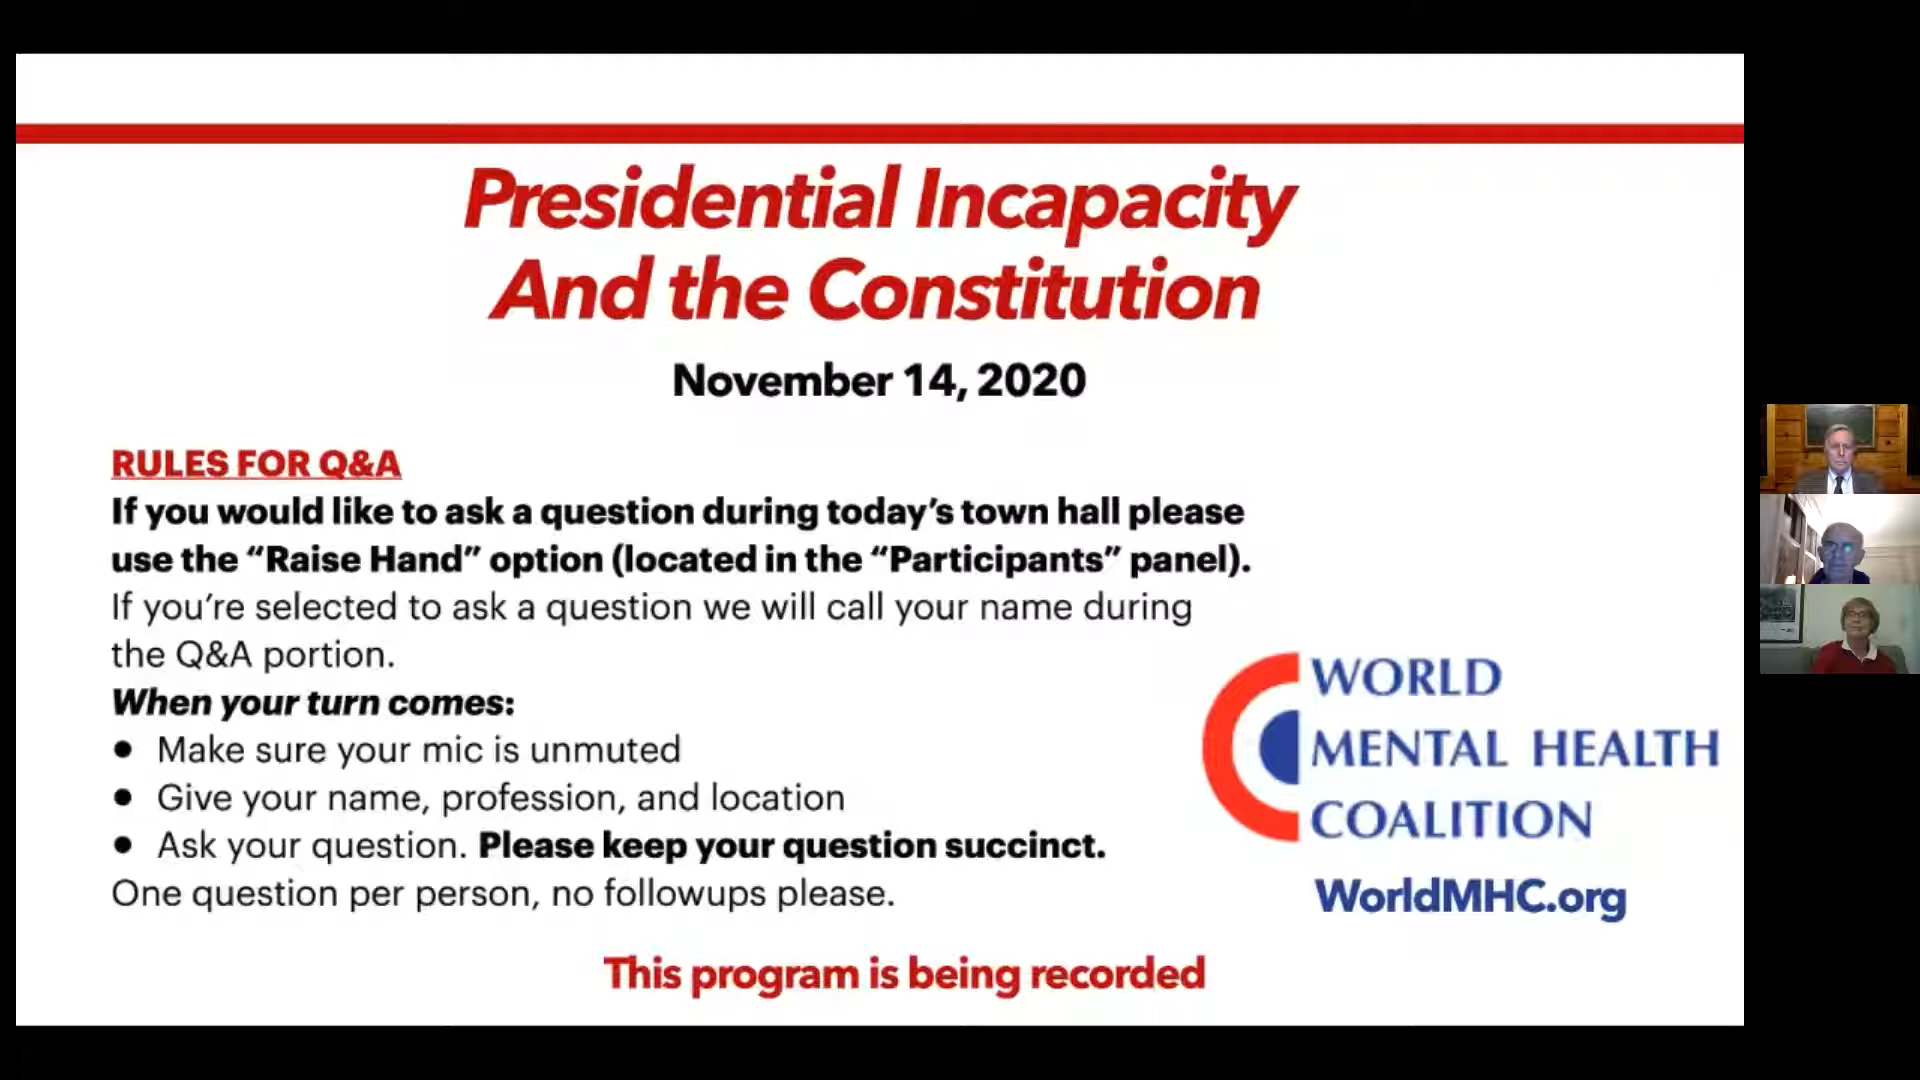 Presidential Incapacity
And the Constitution
November 14, 2020
RULES FOR Q&A
If you would like to ask a question during today’s town hall please
use the “Raise Hand” option (located in the “Participants” panel).
If you’re selected to ask a question we will call your name during
the Q&A portion.
When your turn comes:
● Make sure your mic is unmuted
● Give your name, profession, and location
● Ask your question. Please keep your question succinct.
One question per person, no followups please.
WORLD
MENTAL HEALTH
COALITION
WorldMHC.org
This program is being recorded